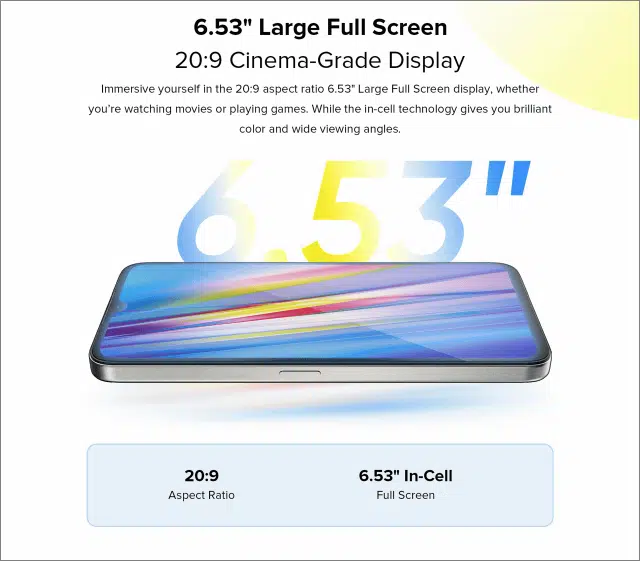 6.53" Large Full Screen
20:9 Cinema-Grade Display
Immersive yourself in the 20:9 aspect ratio 6.53" Large Full Screen display, whether
you're watching movies or playing games. While the in-cell technology gives you brilliant
color and wide viewing angles.
6.53"
20:9
6.53" In-Cell
Aspect Ratio
Full Screen